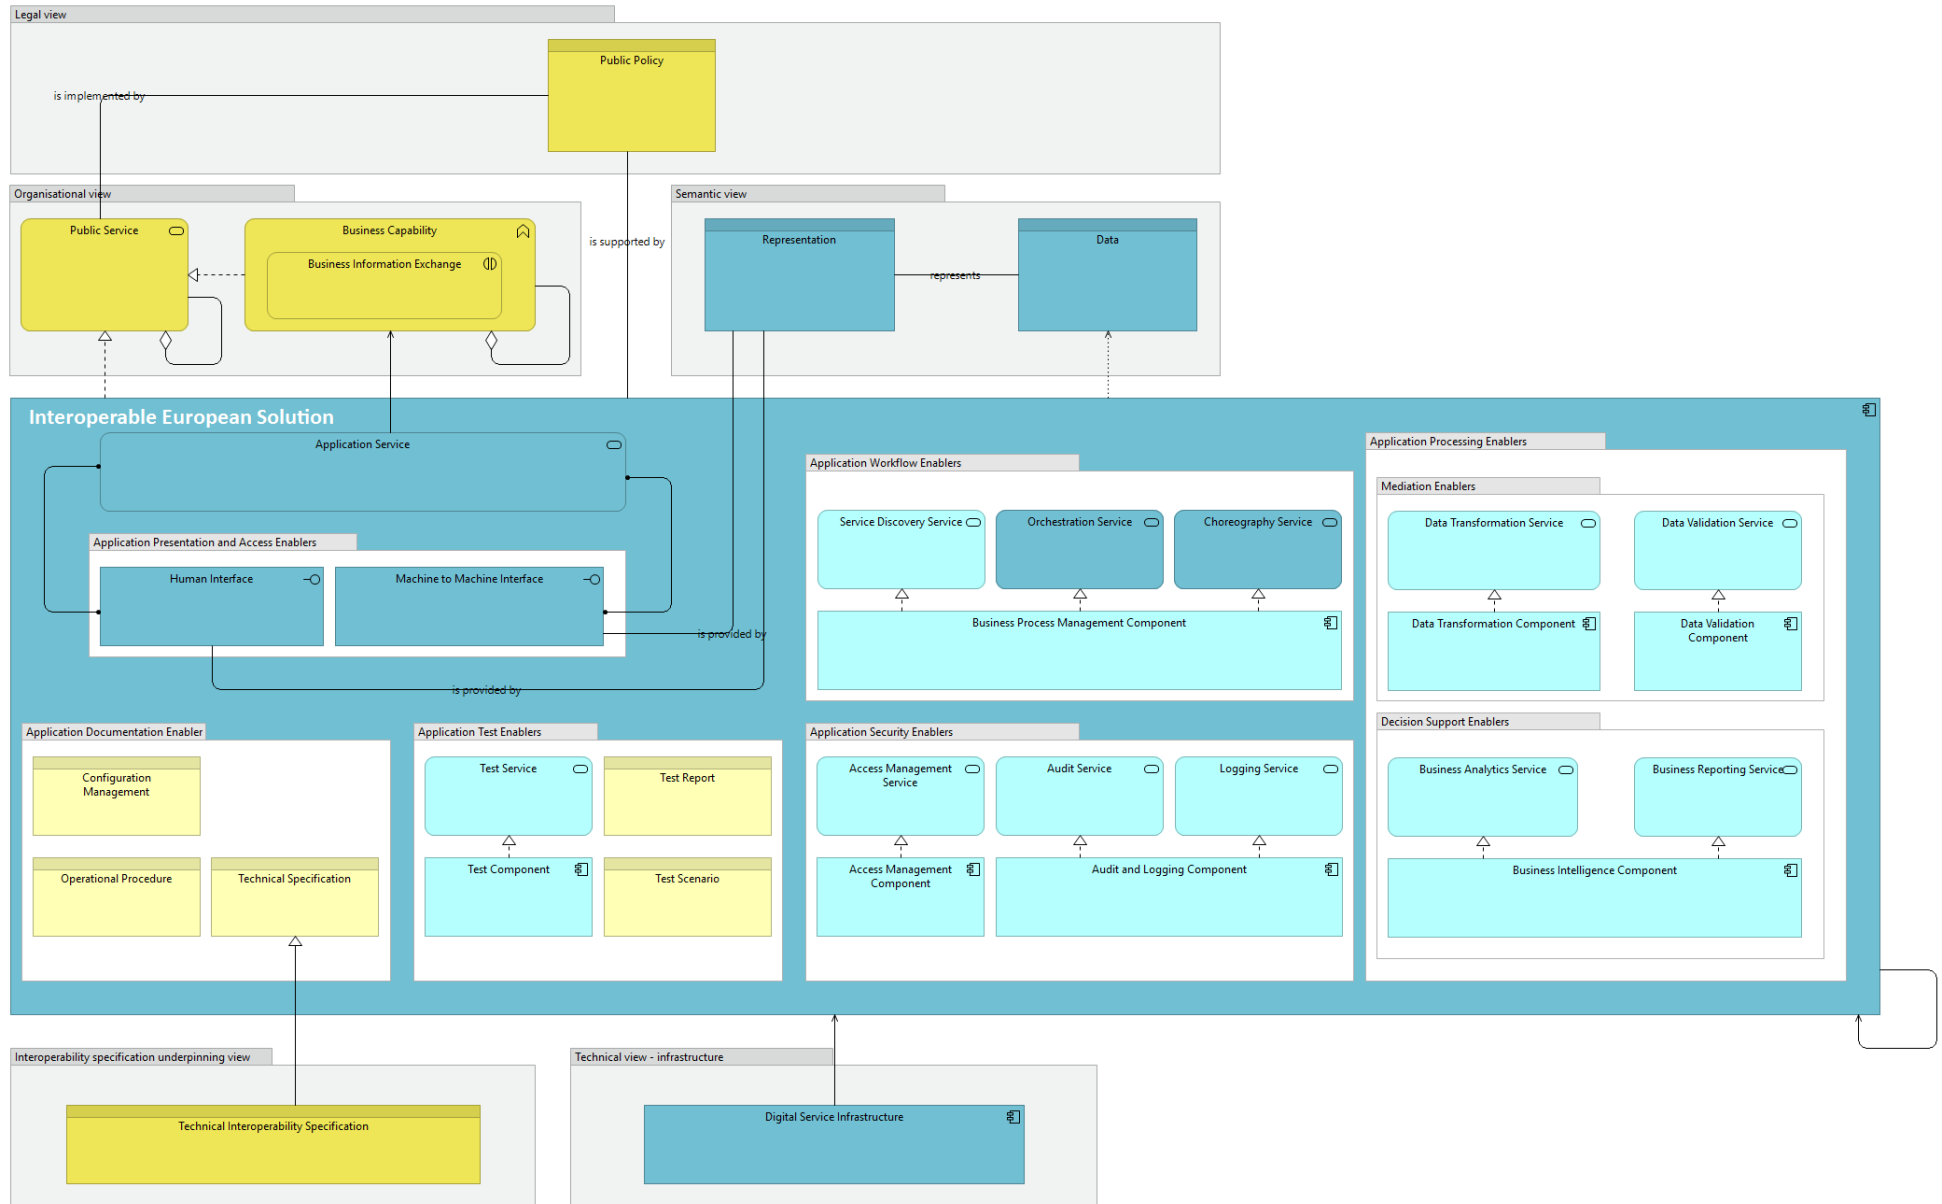 Legal view
Public Policy
is implemented by
Organisational view
Public Service
Business Capability
Business Information Exchange
is supported by
Semantic view
Representation
Data
represents
Interoperable European Solution
Application Service
Application Presentation and Access Enablers
Human Interface
Machine to Machine Interface
is provided by
is provided by
Application Workflow Enablers
Service Discovery Service
Orchestration Service
Choreography Service
Business Process Management Component
Application Processing Enablers
Mediation Enablers
Data Transformation Service
Data Validation Service
Data Transformation Component
Data Validation
Component
Decision Support Enablers
Business Analytics Service
Business Reporting Service
Business Intelligence Component
Application Documentation Enabler
Configuration
Management
Operational Procedure
Technical Specification
Application Test Enablers
Test Service
Test Report
Test Component
Test Scenario
Application Security Enablers
Access Management
Service
Audit Service
Logging Service
Access Management
Component
Audit and Logging Component
Interoperability specification underpinning view
Technical Interoperability Specification
Technical view - infrastructure
Digital Service Infrastructure